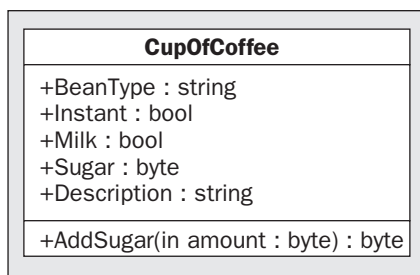 CupOfCoffee
+BeanType : string
+Instant : bool
+Milk : bool
+Sugar : byte
+Description : string
+AddSugar(in amount : byte) : byte